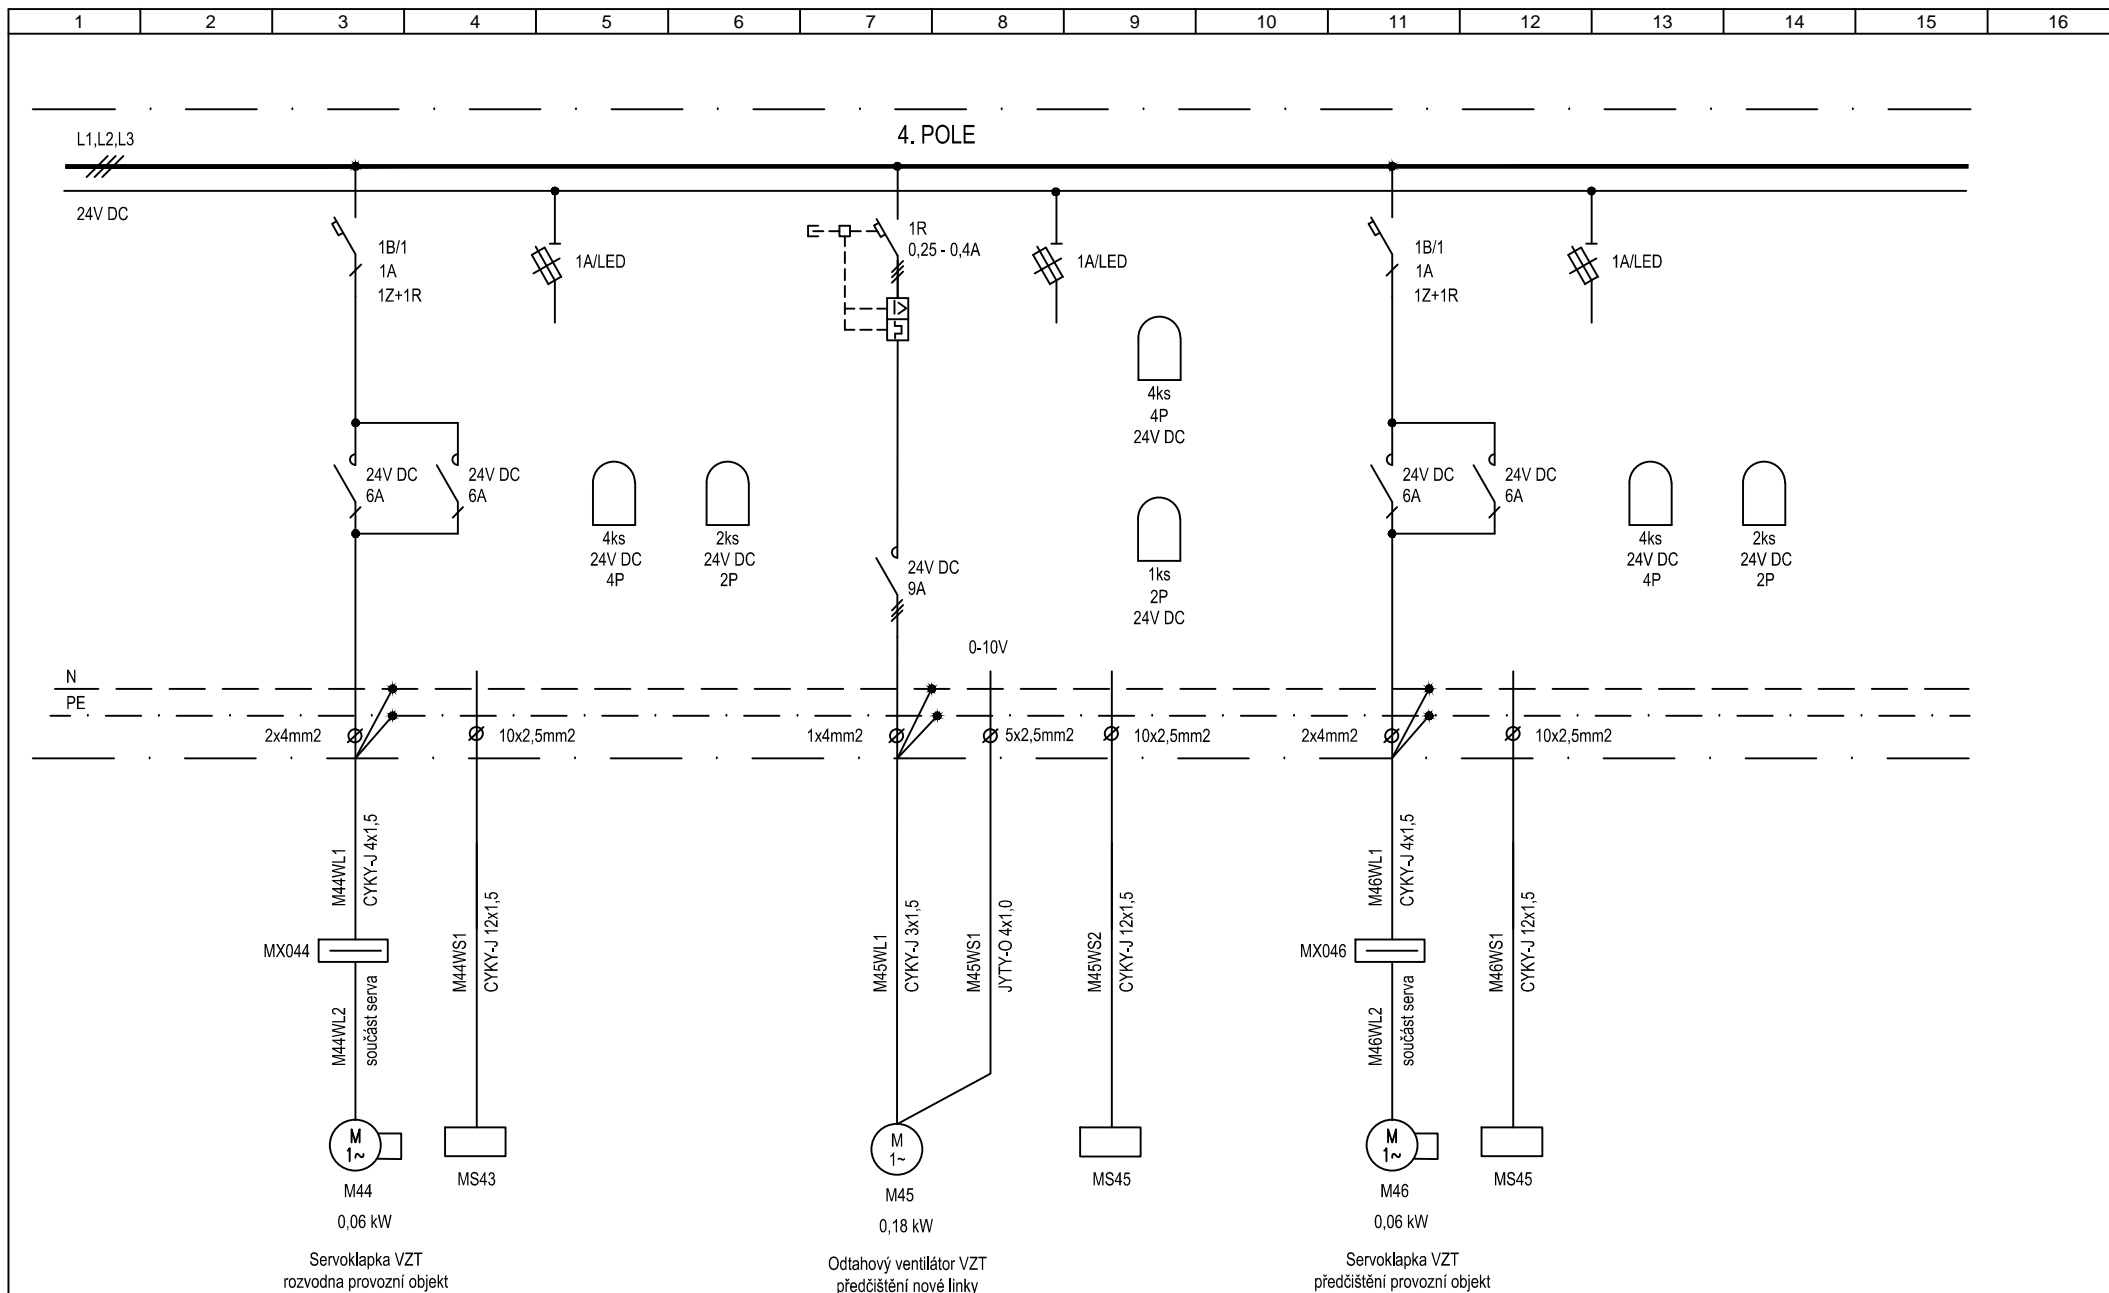 1 2 3 4 5 6 7 8 9 10 11 12 13 14 15 16
4. POLE
L1,L2,L3
24V DC
1B/1
1A
1Z+1R
1A/LED
1R
0,25 - 0,4A
1A/LED
1B/1
1A
1Z+1R
1A/LED
24V DC
6A
24V DC
6A
4ks
24V DC
4P
2ks
24V DC
2P
24V DC
9A
4ks
4P
24V DC
1ks
2P
24V DC
24V DC
6A
24V DC
6A
4ks
24V DC
4P
2ks
24V DC
2P
0-10V
N
PE
2x4mm2
10x2,5mm2
1x4mm2
5x2,5mm2
10x2,5mm2
2x4mm2
10x2,5mm2
M44WL1
CYKY-J 4x1,5
MX044
M44WL2
součást serva
M44WS1
CYKY-J 12x1,5
M45WL1
CYKY-J 3x1,5
M45WS1
JYTY-O 4x1,0
M45WS2
CYKY-J 12x1,5
M46WL1
CYKY-J 4x1,5
MX046
M46WL2
součást serva
M46WS1
CYKY-J 12x1,5
M
1~
M44
0,06 kW
Servoklapka VZT
rozvodna provozní objekt
MS43
M
1~
M45
0,18 kW
Odtahový ventilátor VZT
předčištění nové linky
MS45
M
1~
M46
0,06 kW
Servoklapka VZT
předčištění provozní objekt
MS45